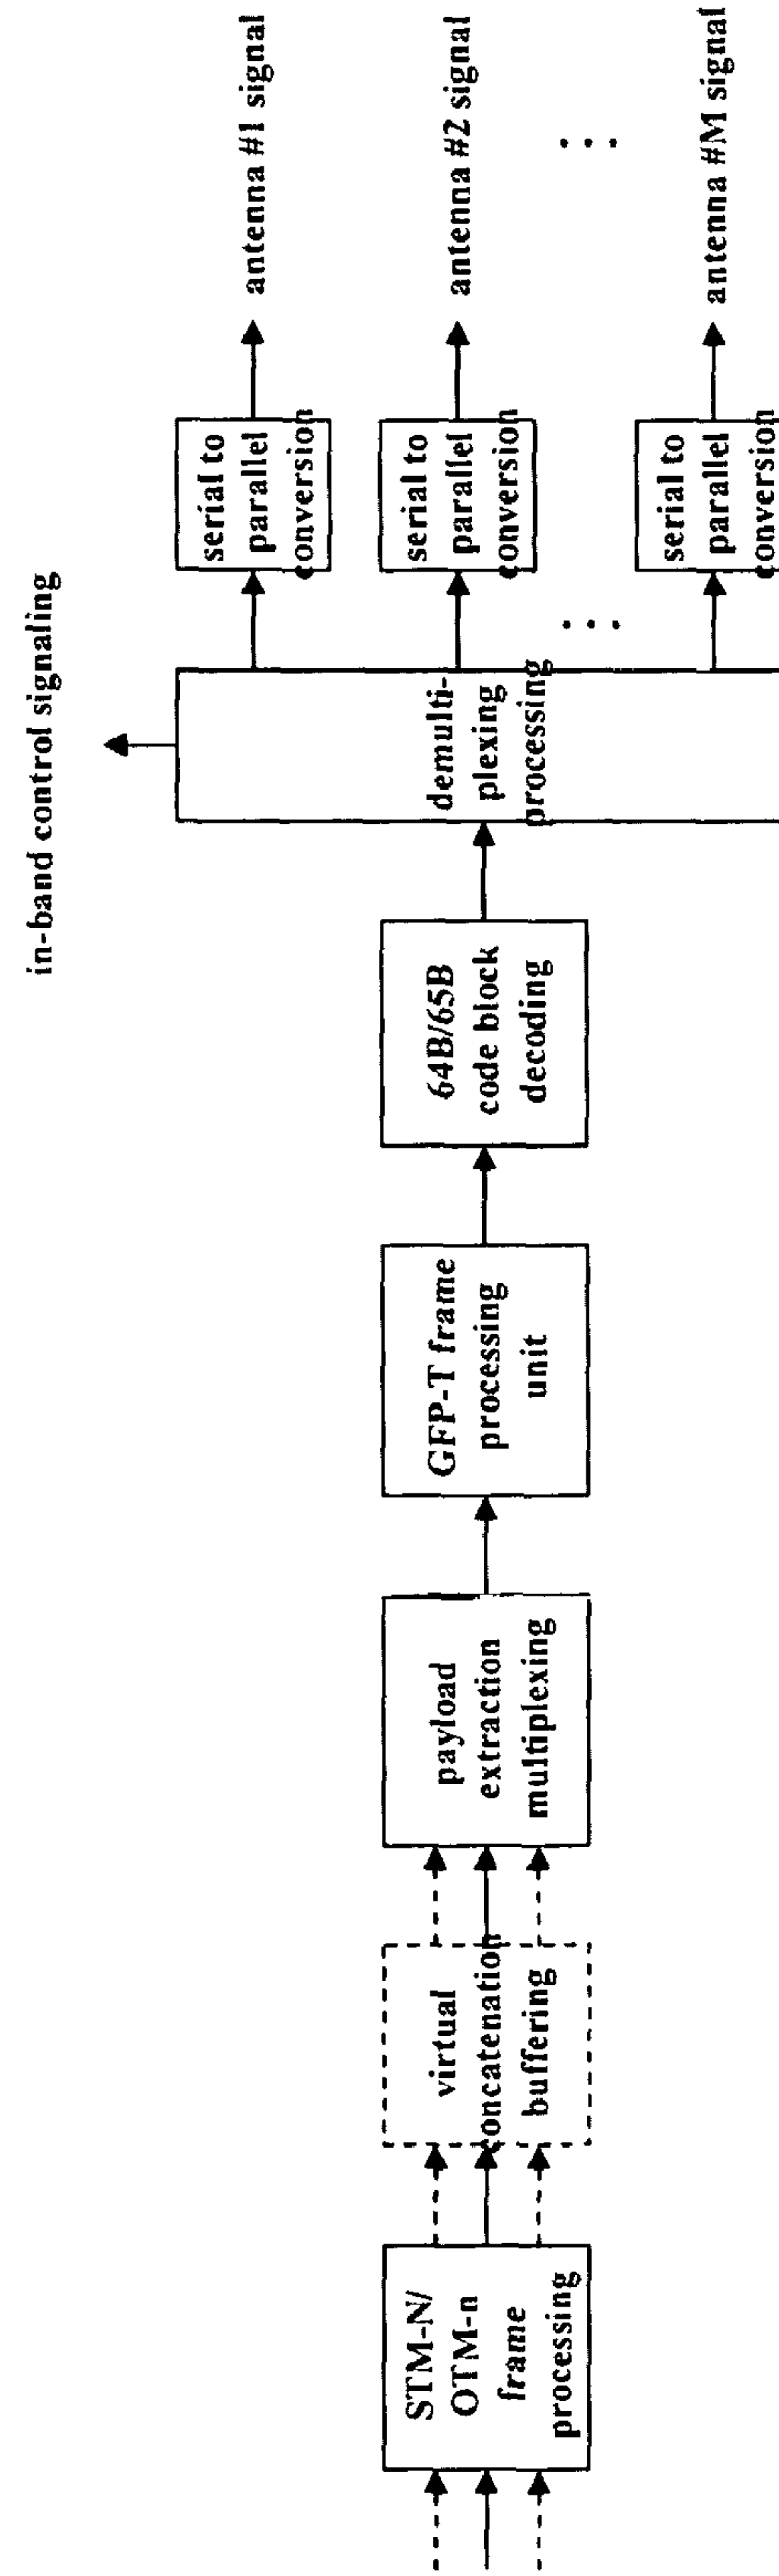 in-band control signaling
STM-N/
OTM-n
frame
processing
virtual
concatenation
buffering
payload
extraction
multiplexing
GFP-T frame
processing
unit
64B/65B
code block
decoding
demulti-
plexing
processing
serial to
parallel
conversion
antenna #1 signal
serial to
parallel
conversion
antenna #2 signal
...
...
serial to
parallel
conversion
antenna #M signal